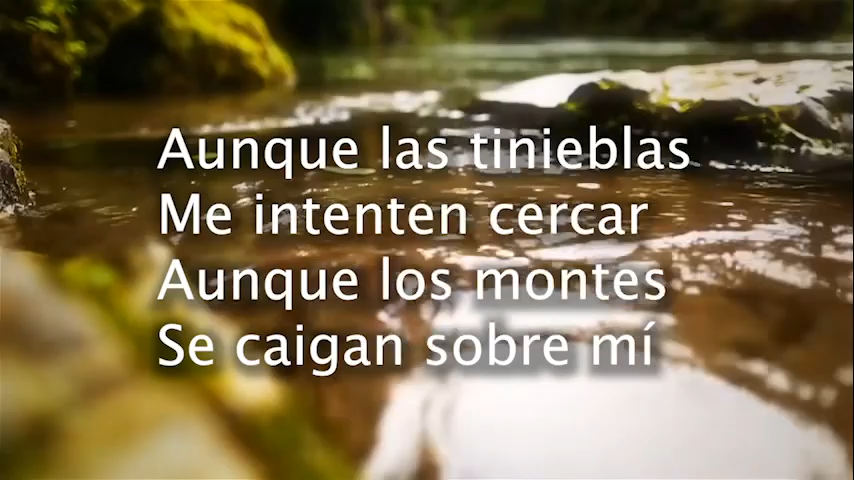 Aunque las tinieblas
Me intenten cercar
Aunque los montes
Se caigan sobre mí